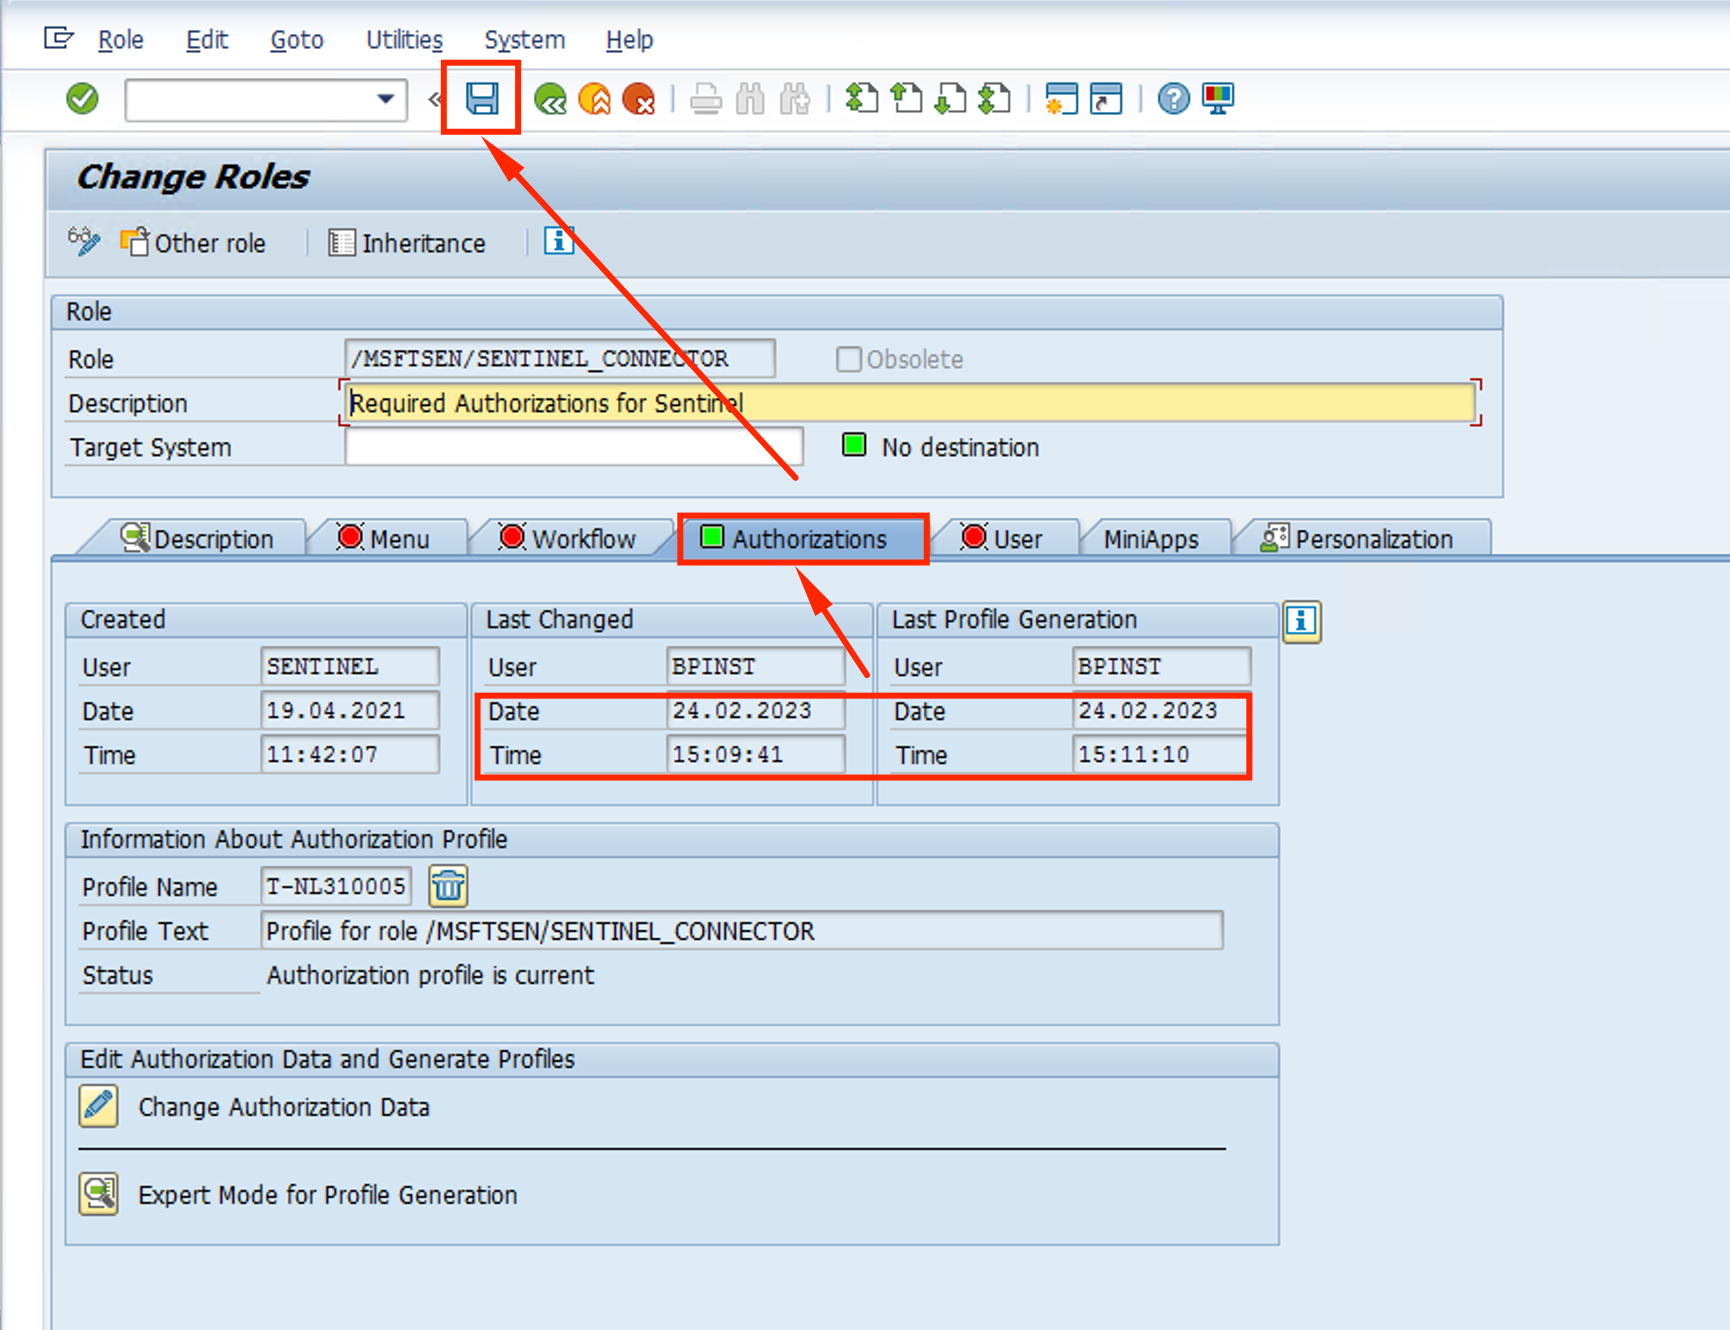 Role Edit Goto Utilities System Help
Change Roles
Other role Inheritance
Role
Role /MSFTSEN/SENTINEL_CONNECTOR Obsolete
Description Required Authorizations for Sentinel
Target System No destination
Description Menu Workflow Authorizations User MiniApps Personalization
Created Last Changed Last Profile Generation
User SENTINEL User BPINST User BPINST
Date 19.04.2021 Date 24.02.2023 Date 24.02.2023
Time 11:42:07 Time 15:09:41 Time 15:11:10
Information About Authorization Profile
Profile Name T-NL310005
Profile Text Profile for role /MSFTSEN/SENTINEL_CONNECTOR
Status Authorization profile is current
Edit Authorization Data and Generate Profiles
Change Authorization Data
Expert Mode for Profile Generation